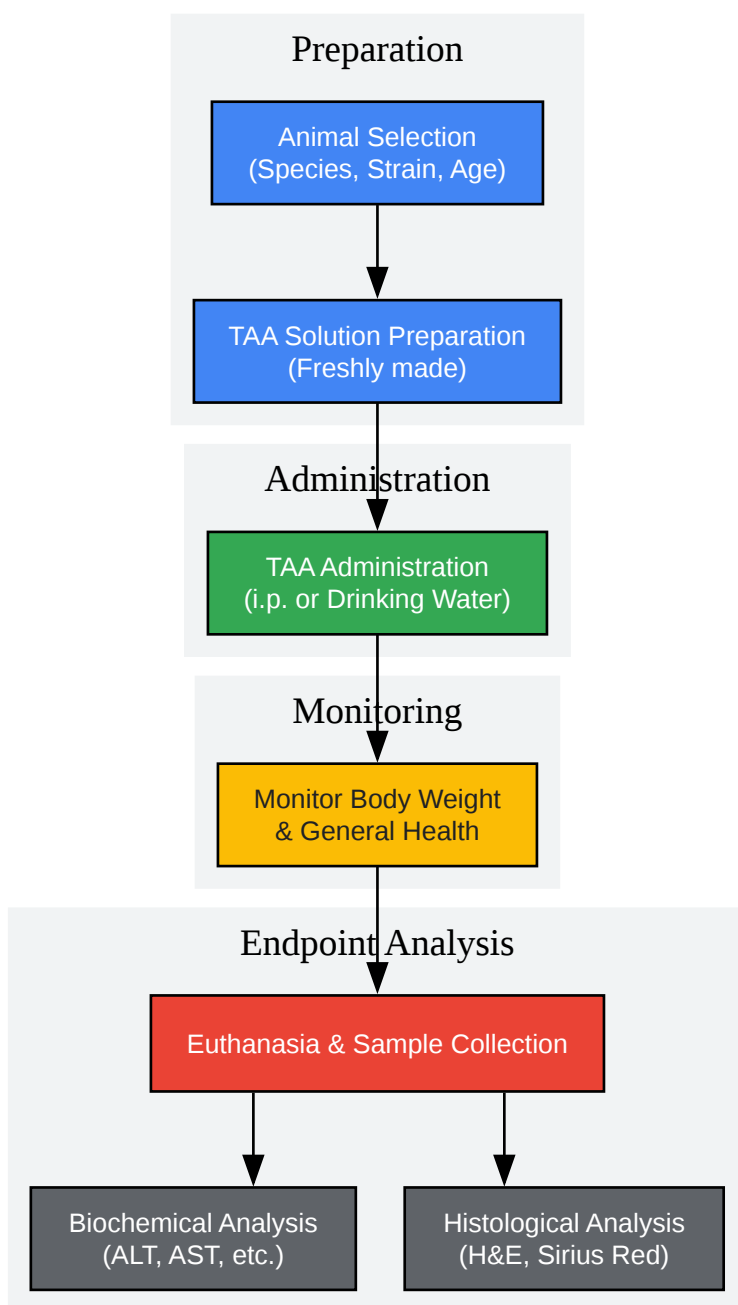 Preparation
Animal Selection
(Species, Strain, Age)
TAA Solution Preparation
(Freshly made)
Administration
TAA Administration
(i.p. or Drinking Water)
Monitoring
Monitor Body Weight
& General Health
Endpoint Analysis
Euthanasia & Sample Collection
Biochemical Analysis
(ALT, AST, etc.)
Histological Analysis
(H&E, Sirius Red)